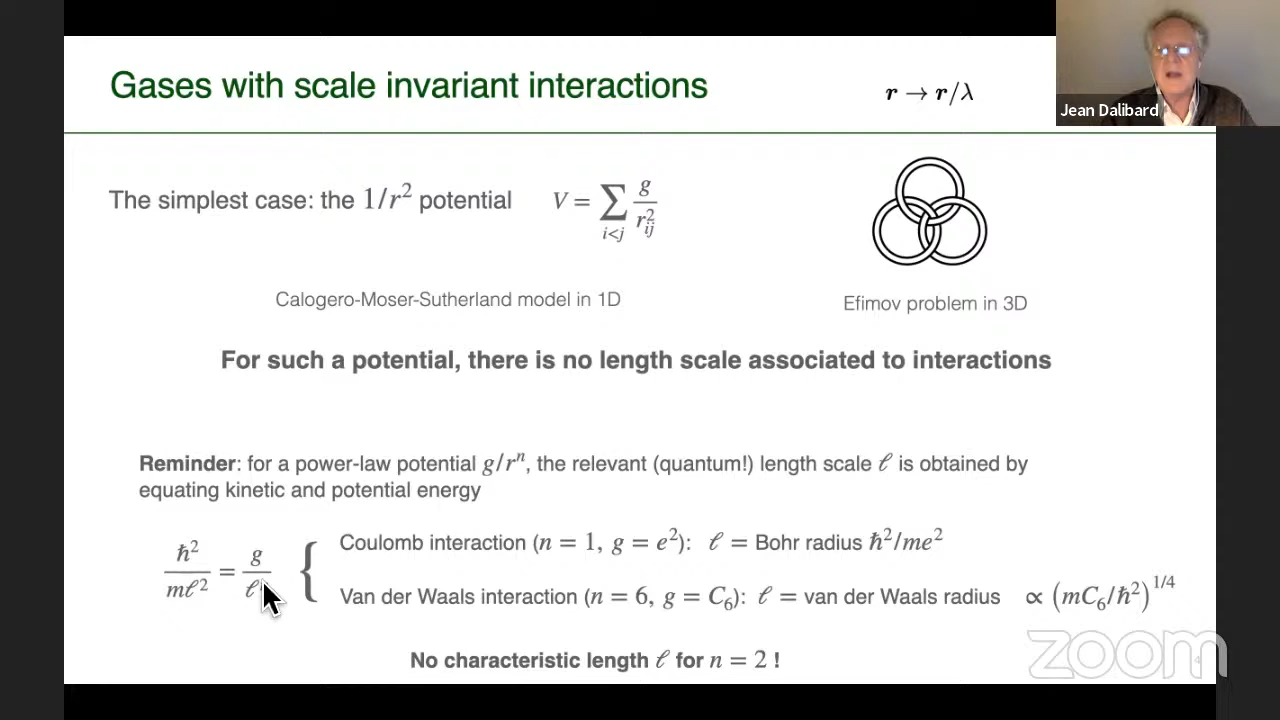 Gases with scale invariant interactions
r → r/λ
Jean Dalibard
The simplest case: the 1/r² potential
V = ∑_{i<j} g/r²_{ij}
Calogero-Moser-Sutherland model in 1D
Efimov problem in 3D
For such a potential, there is no length scale associated to interactions
Reminder: for a power-law potential g/rⁿ, the relevant (quantum!) length scale ℓ is obtained by
equating kinetic and potential energy
ħ²/mℓ² = g/ℓ
Coulomb interaction (n = 1, g = e²): ℓ = Bohr radius ħ²/me²
Van der Waals interaction (n = 6, g = C₆): ℓ = van der Waals radius ∝ (mC₆/ħ²)^{1/4}
No characteristic length ℓ for n = 2 !
zoom